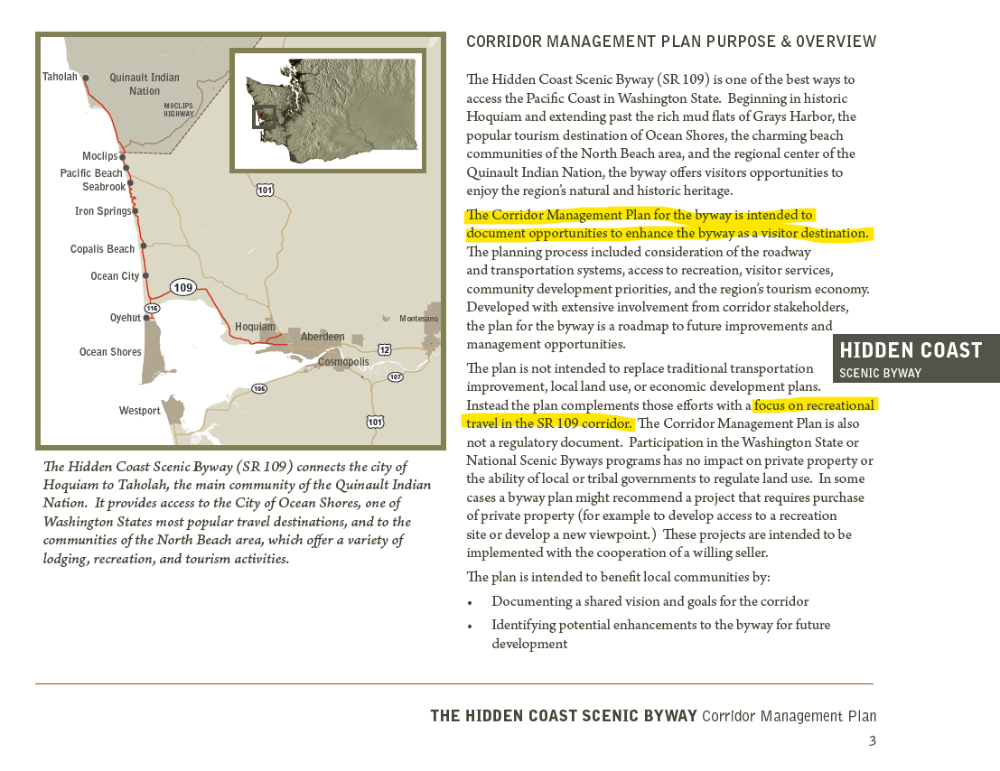 Taholah
Quinault Indian
Nation
MOCLIPS
HIGHWAY
Moclips
Pacific Beach
Seabrook
Iron Springs
Copalis Beach
Ocean City
Oyehut
Ocean Shores
Westport
101
109
115
Hoquiam
Aberdeen
Montesano
Cosmopolis
12
107
105
101
The Hidden Coast Scenic Byway (SR 109) connects the city of
Hoquiam to Taholah, the main community of the Quinault Indian
Nation.  It provides access to the City of Ocean Shores, one of
Washington States most popular travel destinations, and to the
communities of the North Beach area, which offer a variety of
lodging, recreation, and tourism activities.
CORRIDOR MANAGEMENT PLAN PURPOSE & OVERVIEW
The Hidden Coast Scenic Byway (SR 109) is one of the best ways to
access the Pacific Coast in Washington State.  Beginning in historic
Hoquiam and extending past the rich mud flats of Grays Harbor, the
popular tourism destination of Ocean Shores, the charming beach
communities of the North Beach area, and the regional center of the
Quinault Indian Nation, the byway offers visitors opportunities to
enjoy the region’s natural and historic heritage.
The Corridor Management Plan for the byway is intended to
document opportunities to enhance the byway as a visitor destination.
The planning process included consideration of the roadway
and transportation systems, access to recreation, visitor services,
community development priorities, and the region’s tourism economy.
Developed with extensive involvement from corridor stakeholders,
the plan for the byway is a roadmap to future improvements and
management opportunities.
The plan is not intended to replace traditional transportation
improvement, local land use, or economic development plans.
Instead the plan complements those efforts with a focus on recreational
travel in the SR 109 corridor.  The Corridor Management Plan is also
not a regulatory document.  Participation in the Washington State or
National Scenic Byways programs has no impact on private property or
the ability of local or tribal governments to regulate land use.  In some
cases a byway plan might recommend a project that requires purchase
of private property (for example to develop access to a recreation
site or develop a new viewpoint.)  These projects are intended to be
implemented with the cooperation of a willing seller.
The plan is intended to benefit local communities by:
• Documenting a shared vision and goals for the corridor
• Identifying potential enhancements to the byway for future
development
HIDDEN COAST
SCENIC BYWAY
THE HIDDEN COAST SCENIC BYWAY Corridor Management Plan
3